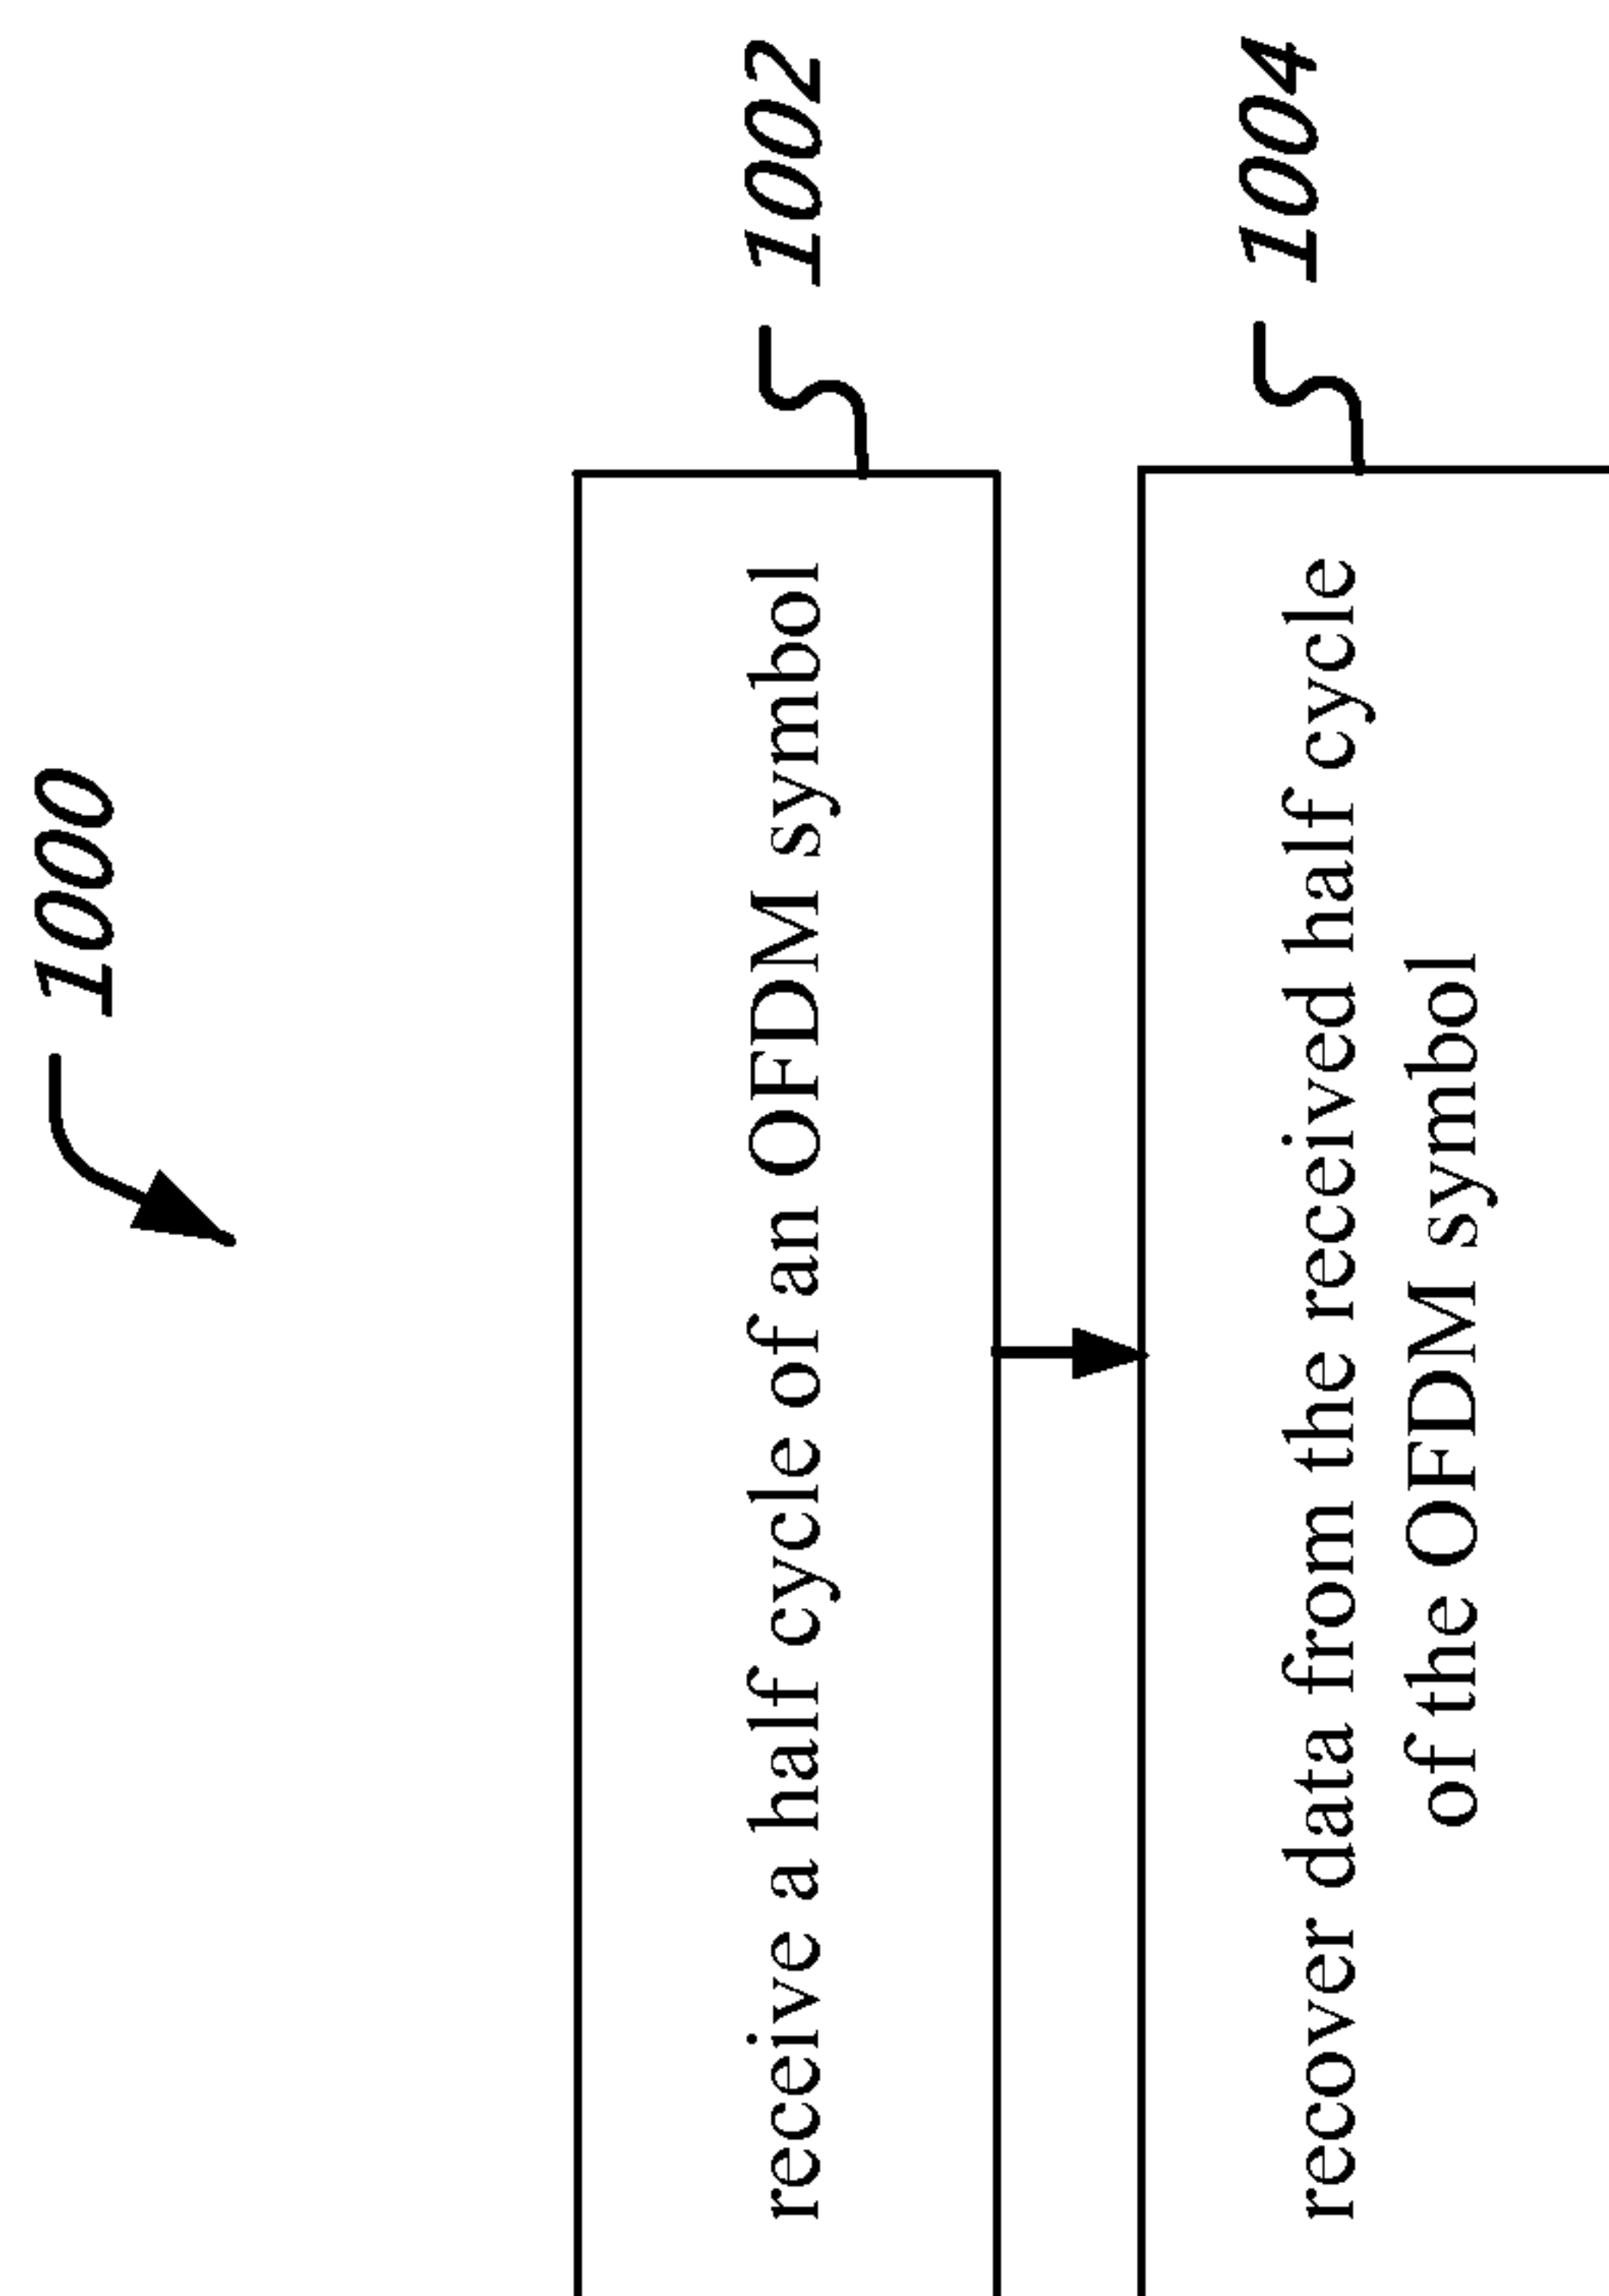 1000
receive a half cycle of an OFDM symbol
1002
recover data from the received half cycle
of the OFDM symbol
1004